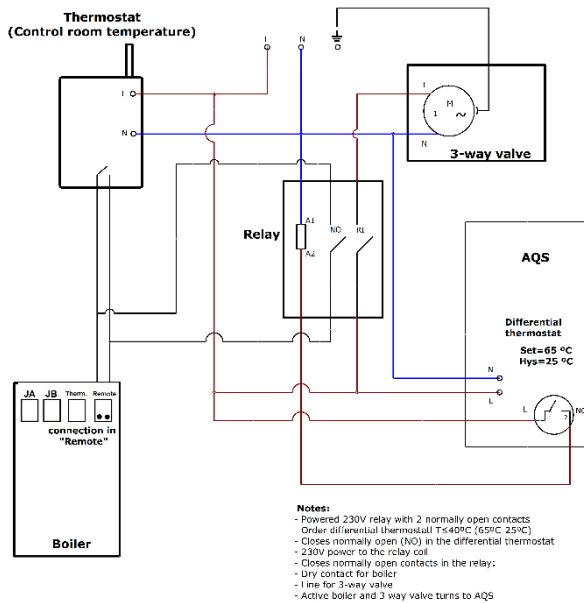 Thermostat
(Control room temperature)
I
N
I
N
I
M
1
N
3-way valve
Relay
A1
A2
NO
R1
AQS
Differential
thermostat
Set=65 ºC
Hys=25 ºC
N
L
L
1
2
NO
JA
JB
Therm.
Remote
connection in
"Remote"
Boiler
Notes:
- Powered 230V relay with 2 normally open contacts
Order differential thermostatl T≤40ºC (65ºC 25ºC)
- Closes normally open (NO) in the differential thermostat
- 230V power to the relay coil
- Closes normally open contacts in the relay:
- Dry contact for boiler
- Line for 3-way valve
- Active boiler and 3 way valve turns to AQS